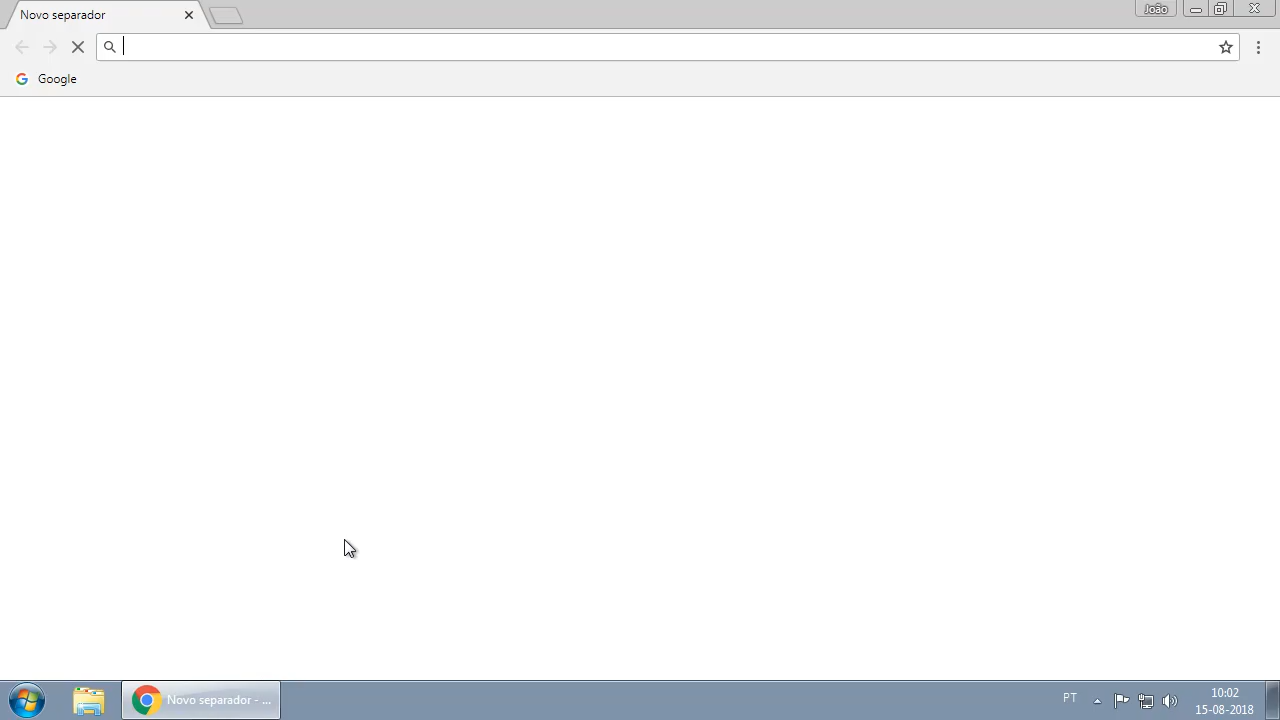 Novo separador
João
Google
Novo separador - ...
PT
10:02
15-08-2018